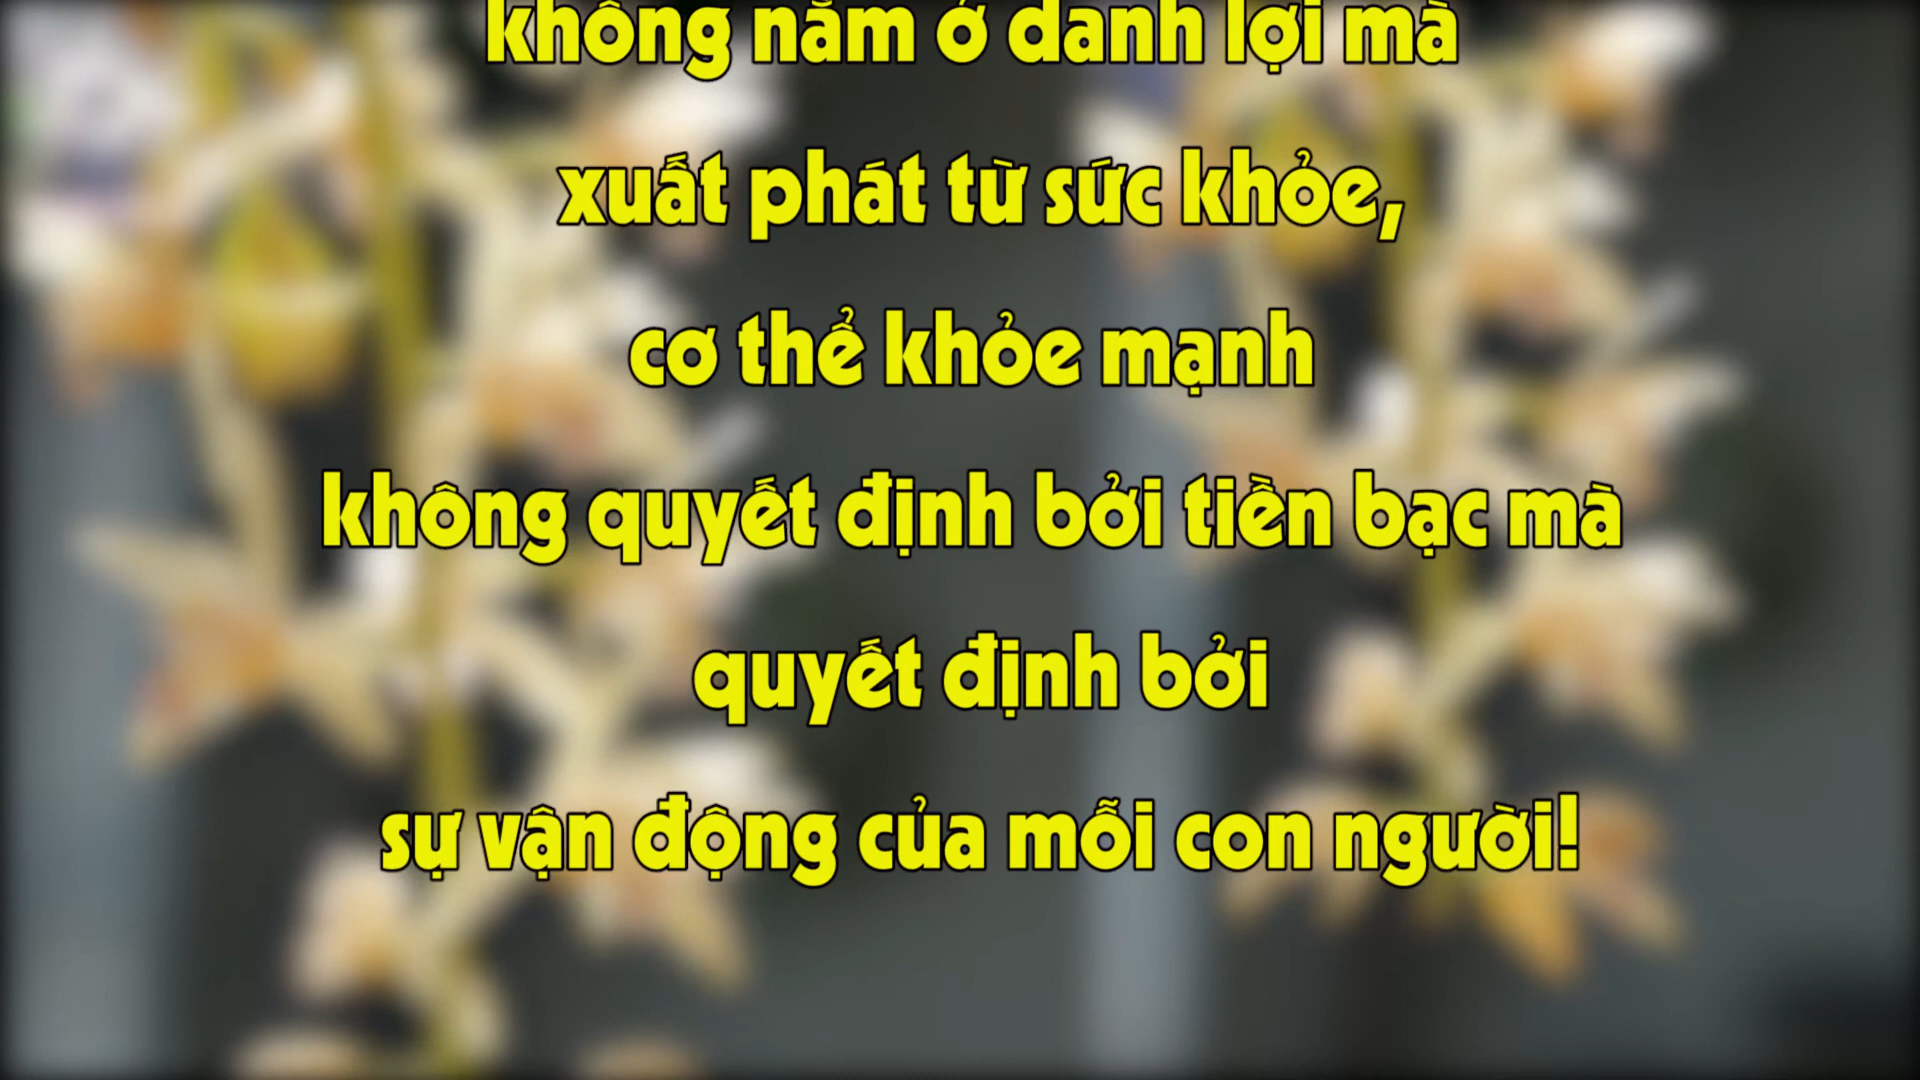 không nằm ở danh lợi mà
xuất phát từ sức khỏe,
cơ thể khỏe mạnh
không quyết định bởi tiền bạc mà
quyết định bởi
sự vận động của mỗi con người!